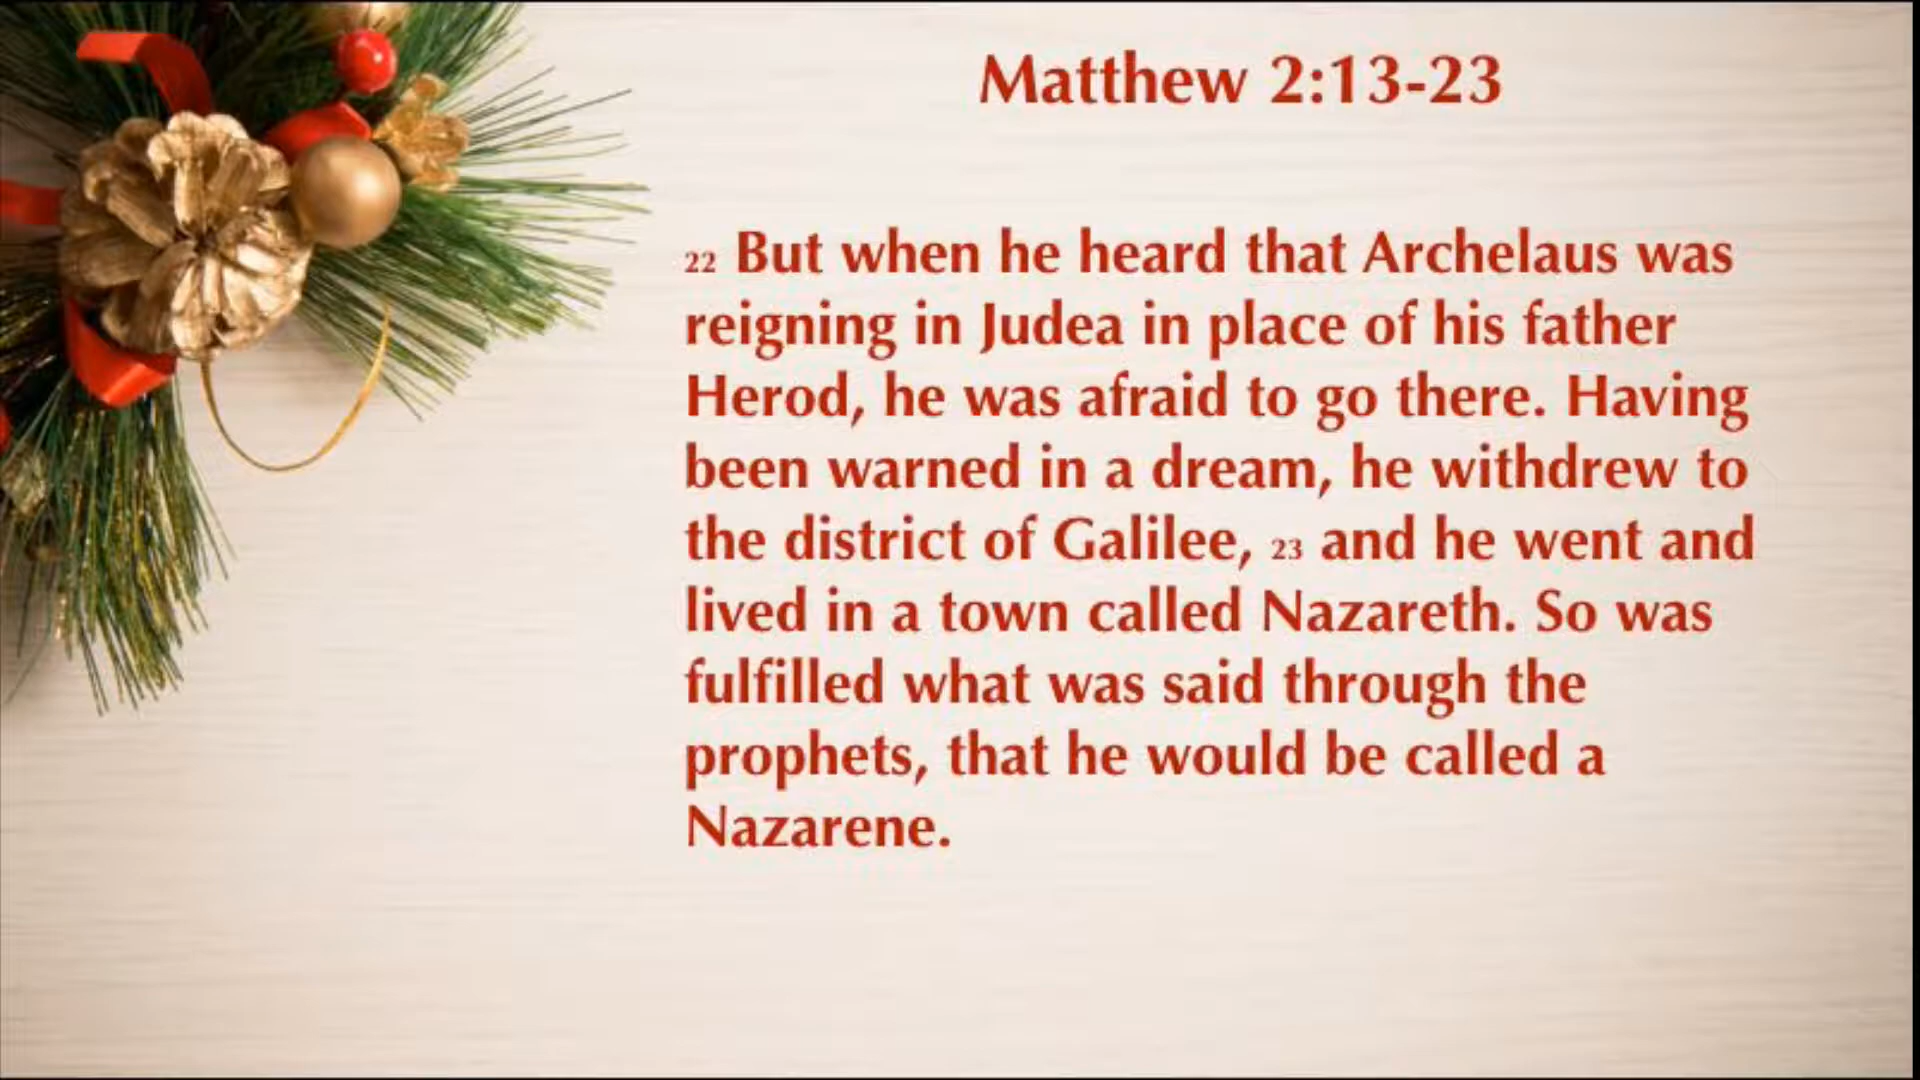 Matthew 2:13-23
22 But when he heard that Archelaus was
reigning in Judea in place of his father
Herod, he was afraid to go there. Having
been warned in a dream, he withdrew to
the district of Galilee, 23 and he went and
lived in a town called Nazareth. So was
fulfilled what was said through the
prophets, that he would be called a
Nazarene.